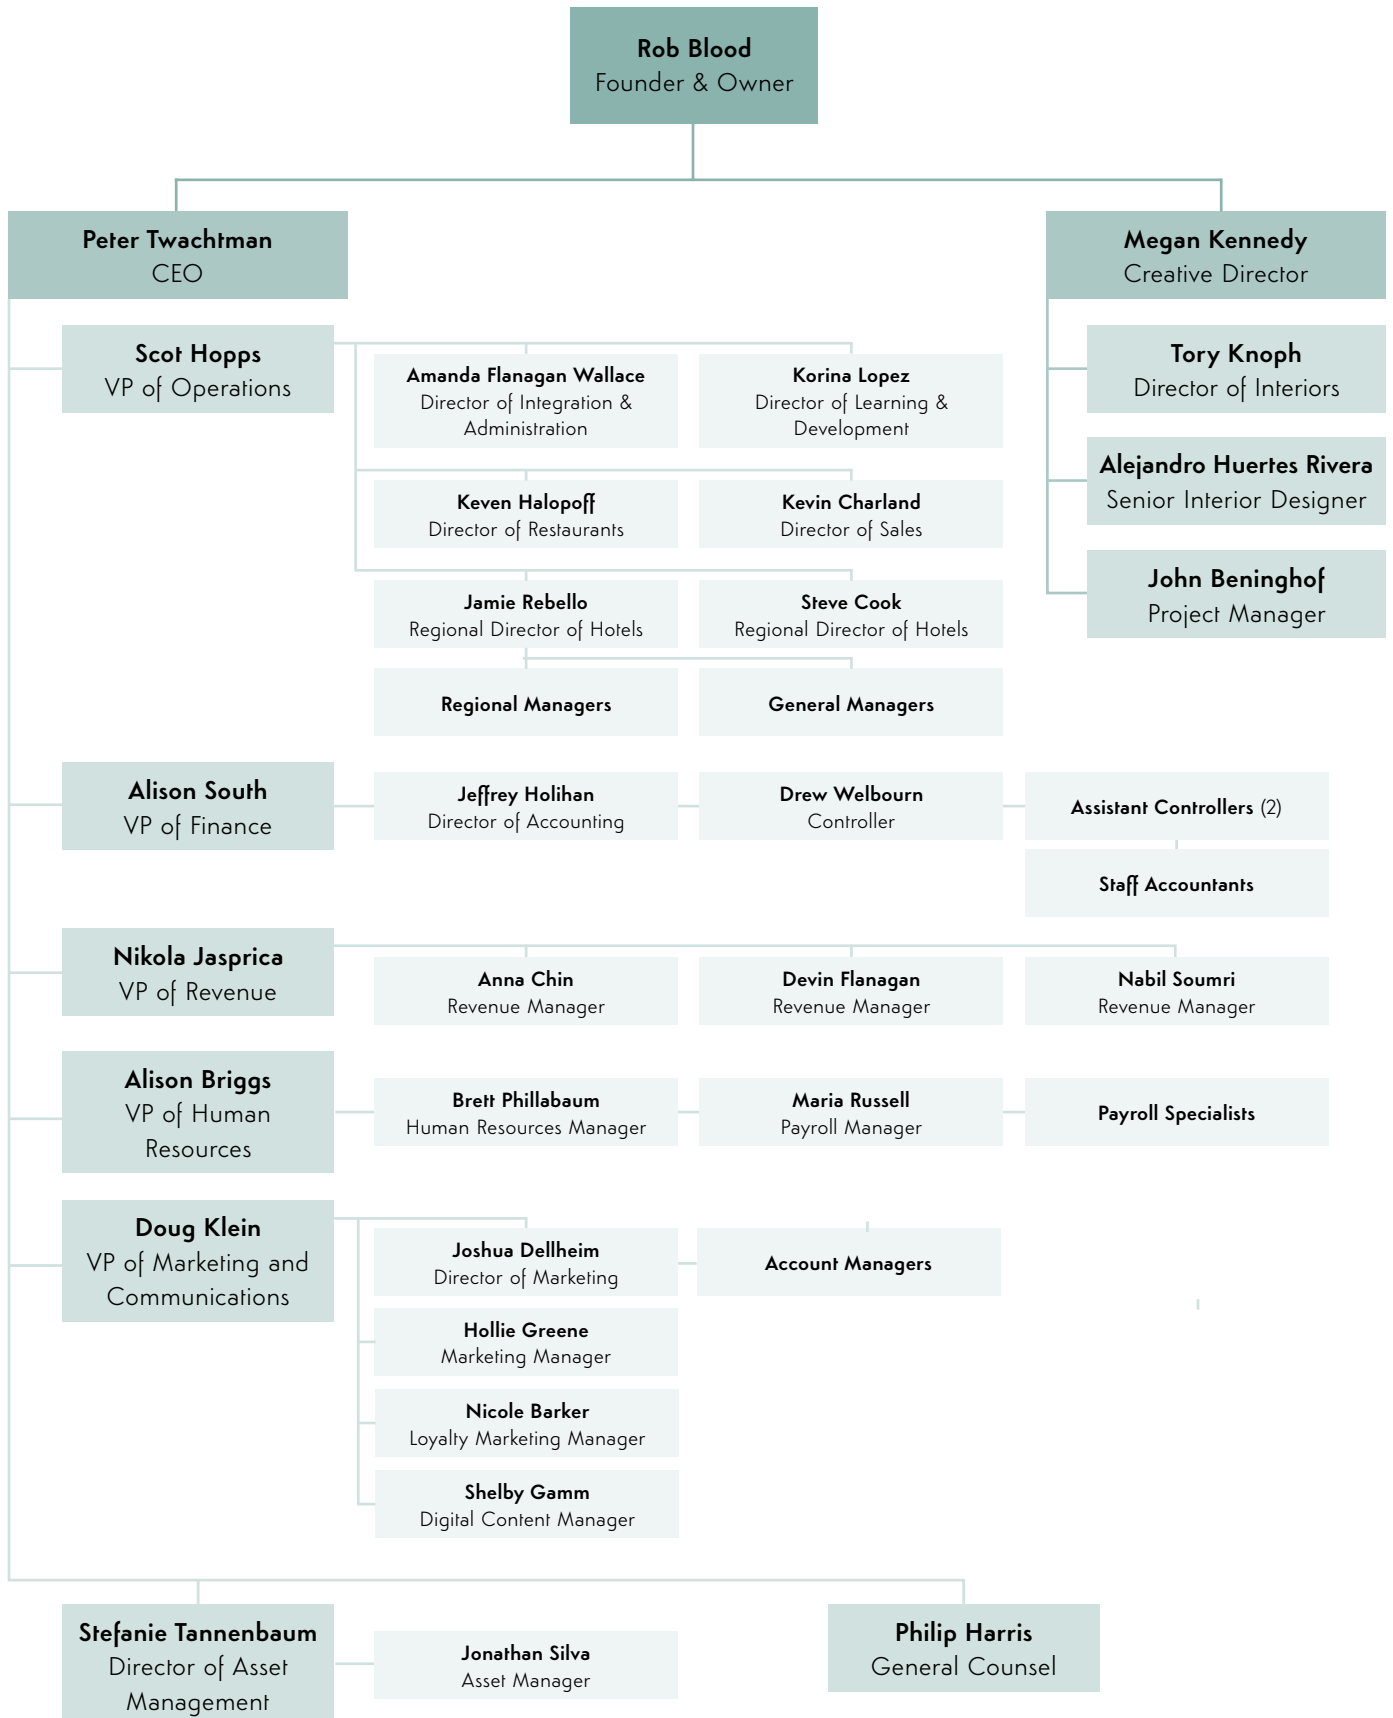 Rob Blood
Founder & Owner
Peter Twachtman
CEO
Megan Kennedy
Creative Director
Scot Hopps
VP of Operations
Amanda Flanagan Wallace
Director of Integration &
Administration
Korina Lopez
Director of Learning &
Development
Tory Knoph
Director of Interiors
Keven Halopoff
Director of Restaurants
Kevin Charland
Director of Sales
Alejandro Huertes Rivera
Senior Interior Designer
Jamie Rebello
Regional Director of Hotels
Steve Cook
Regional Director of Hotels
John Beninghof
Project Manager
Regional Managers
General Managers
Alison South
VP of Finance
Jeffrey Holihan
Director of Accounting
Drew Welbourn
Controller
Assistant Controllers (2)
Staff Accountants
Nikola Jasprica
VP of Revenue
Anna Chin
Revenue Manager
Devin Flanagan
Revenue Manager
Nabil Soumri
Revenue Manager
Alison Briggs
VP of Human
Resources
Brett Phillabaum
Human Resources Manager
Maria Russell
Payroll Manager
Payroll Specialists
Doug Klein
VP of Marketing and
Communications
Joshua Dellheim
Director of Marketing
Account Managers
Hollie Greene
Marketing Manager
Nicole Barker
Loyalty Marketing Manager
Shelby Gamm
Digital Content Manager
Stefanie Tannenbaum
Director of Asset
Management
Jonathan Silva
Asset Manager
Philip Harris
General Counsel